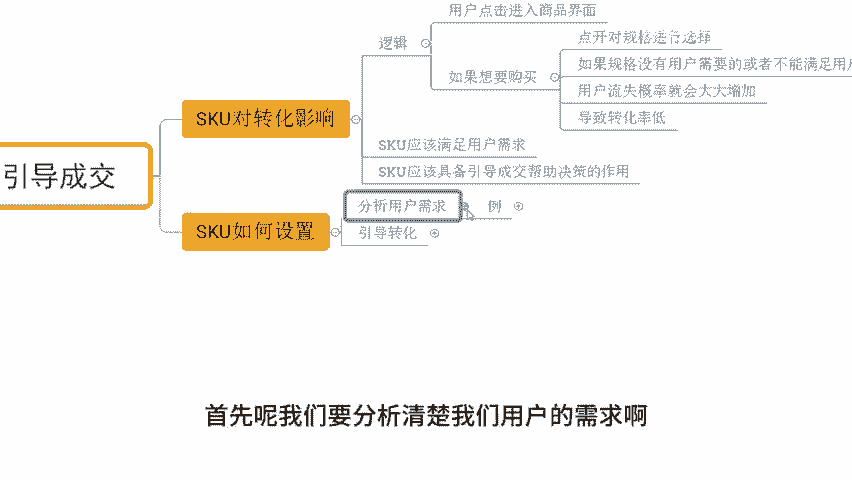 用户点击进入商品界面
逻辑
点开对规格进行选择
如果规格没有用户需要的或者不能满足用
如果想要购买
用户流失概率就会大大增加
SKU对转化影响
导致转化率低
SKU应该满足用户需求
引导成交
SKU应该具备引导成交帮助决策的作用
分析用户需求
例
SKU如何设置
引导转化
首先呢我们要分析清楚我们用户的需求啊